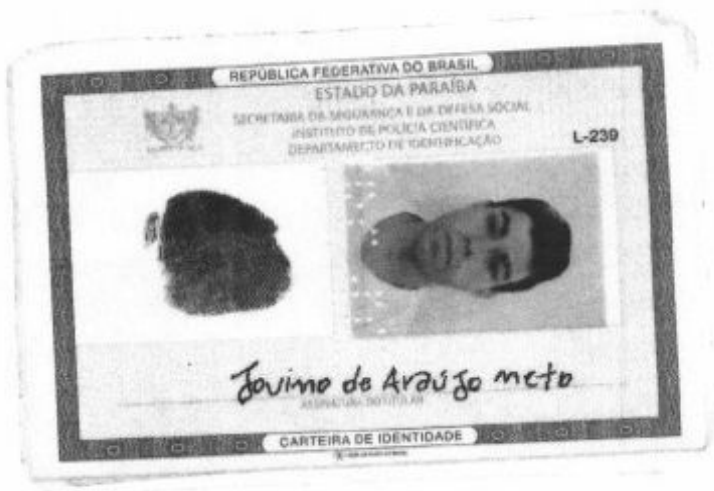 REPÚBLICA FEDERATIVA DO BRASIL
ESTADO DA PARAÍBA
SECRETARIA DA SEGURANÇA E DA DEFESA SOCIAL
INSTITUTO DE POLÍCIA CIENTÍFICA
DEPARTAMENTO DE IDENTIFICAÇÃO
L-239
Jovino de Araújo neto
ASSINATURA DO TITULAR
CARTEIRA DE IDENTIDADE